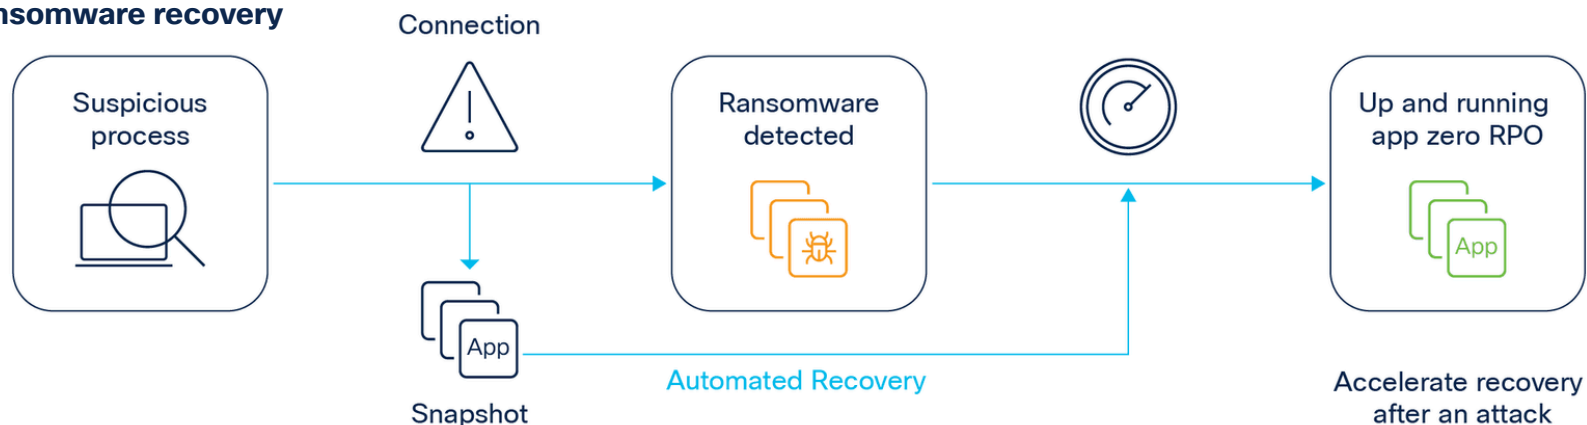 nsomware recovery
Connection
Suspicious
process
Ransomware
detected
Up and running
app zero RPO
App
App
Automated Recovery
Snapshot
Accelerate recovery
after an attack